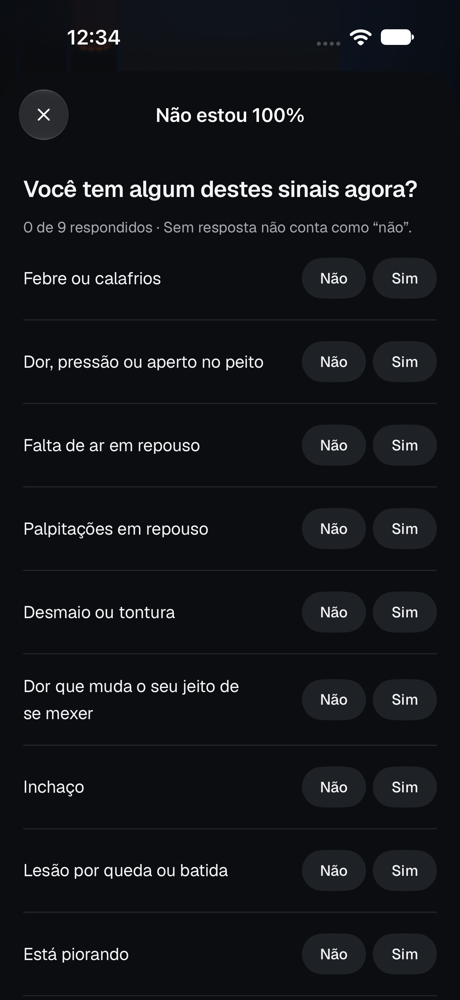 12:34
Não estou 100%
Você tem algum destes sinais agora?
0 de 9 respondidos · Sem resposta não conta como “não”.
Febre ou calafrios Não Sim
Dor, pressão ou aperto no peito Não Sim
Falta de ar em repouso Não Sim
Palpitações em repouso Não Sim
Desmaio ou tontura Não Sim
Dor que muda o seu jeito de
se mexer Não Sim
Inchaço Não Sim
Lesão por queda ou batida Não Sim
Está piorando Não Sim